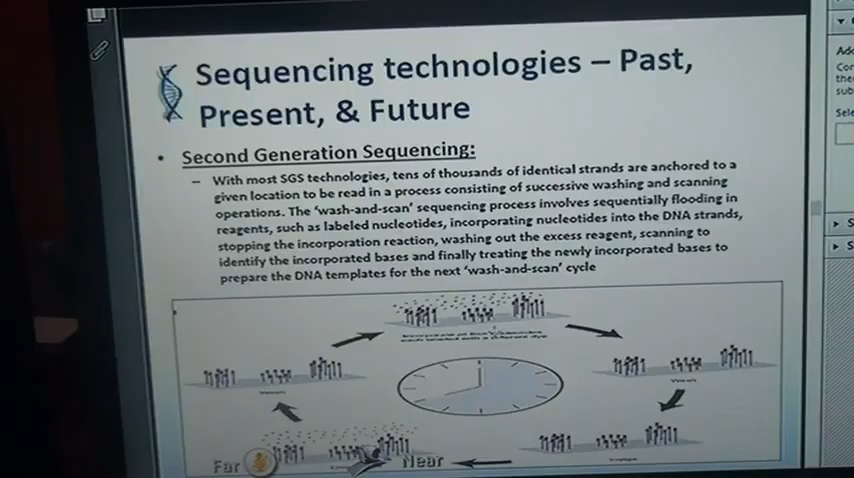 Sequencing technologies – Past,
Present, & Future
• Second Generation Sequencing:
– With most SGS technologies, tens of thousands of identical strands are anchored to a
given location to be read in a process consisting of successive washing and scanning
operations. The 'wash-and-scan' sequencing process involves sequentially flooding in
reagents, such as labeled nucleotides, incorporating nucleotides into the DNA strands,
stopping the incorporation reaction, washing out the excess reagent, scanning to
identify the incorporated bases and finally treating the newly incorporated bases to
prepare the DNA templates for the next 'wash-and-scan' cycle
Wash
Wash
Far
Near